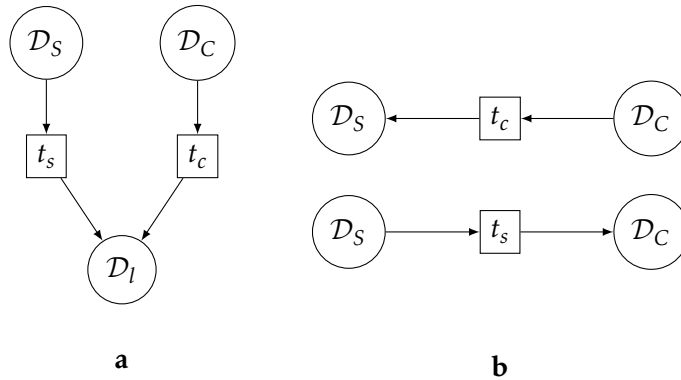 𝒟_S 𝒟_C
t_s t_c
𝒟_l
a
𝒟_S t_c 𝒟_C
𝒟_S t_s 𝒟_C
b